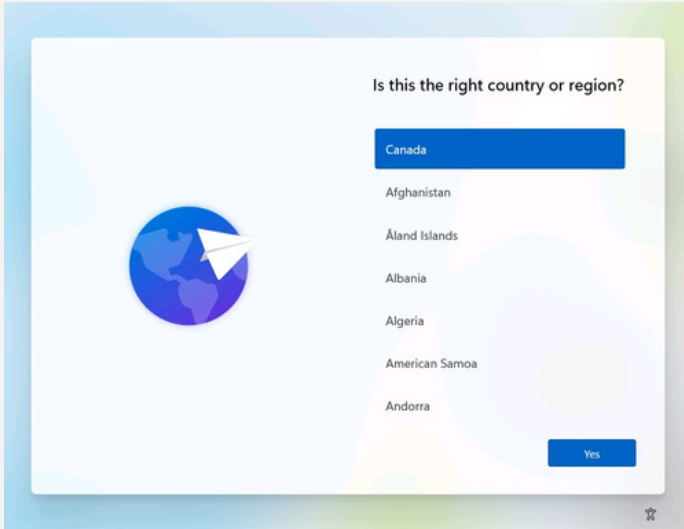 Is this the right country or region?
Canada
Afghanistan
Åland Islands
Albania
Algeria
American Samoa
Andorra
Yes